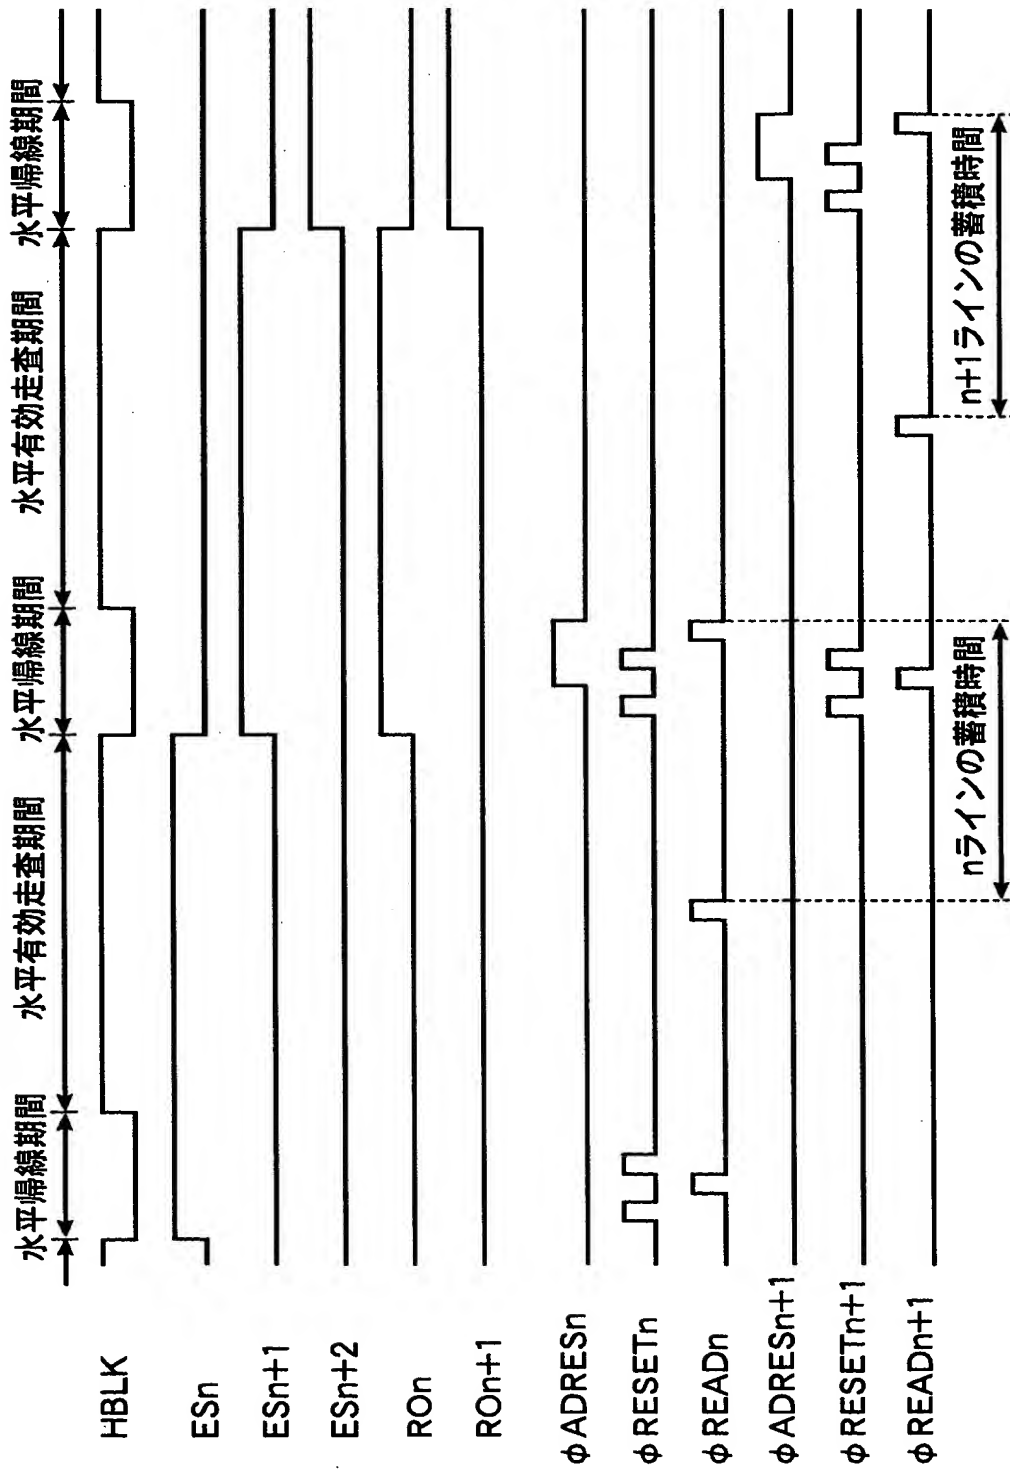 水平帰線期間
水平有効走査期間
水平帰線期間
水平有効走査期間
水平帰線期間
HBLK
ESn
ESn+1
ESn+2
ROn
ROn+1
φADRESn
φRESETn
φREADn
φADRESn+1
φRESETn+1
φREADn+1
nラインの蓄積時間
n+1ラインの蓄積時間